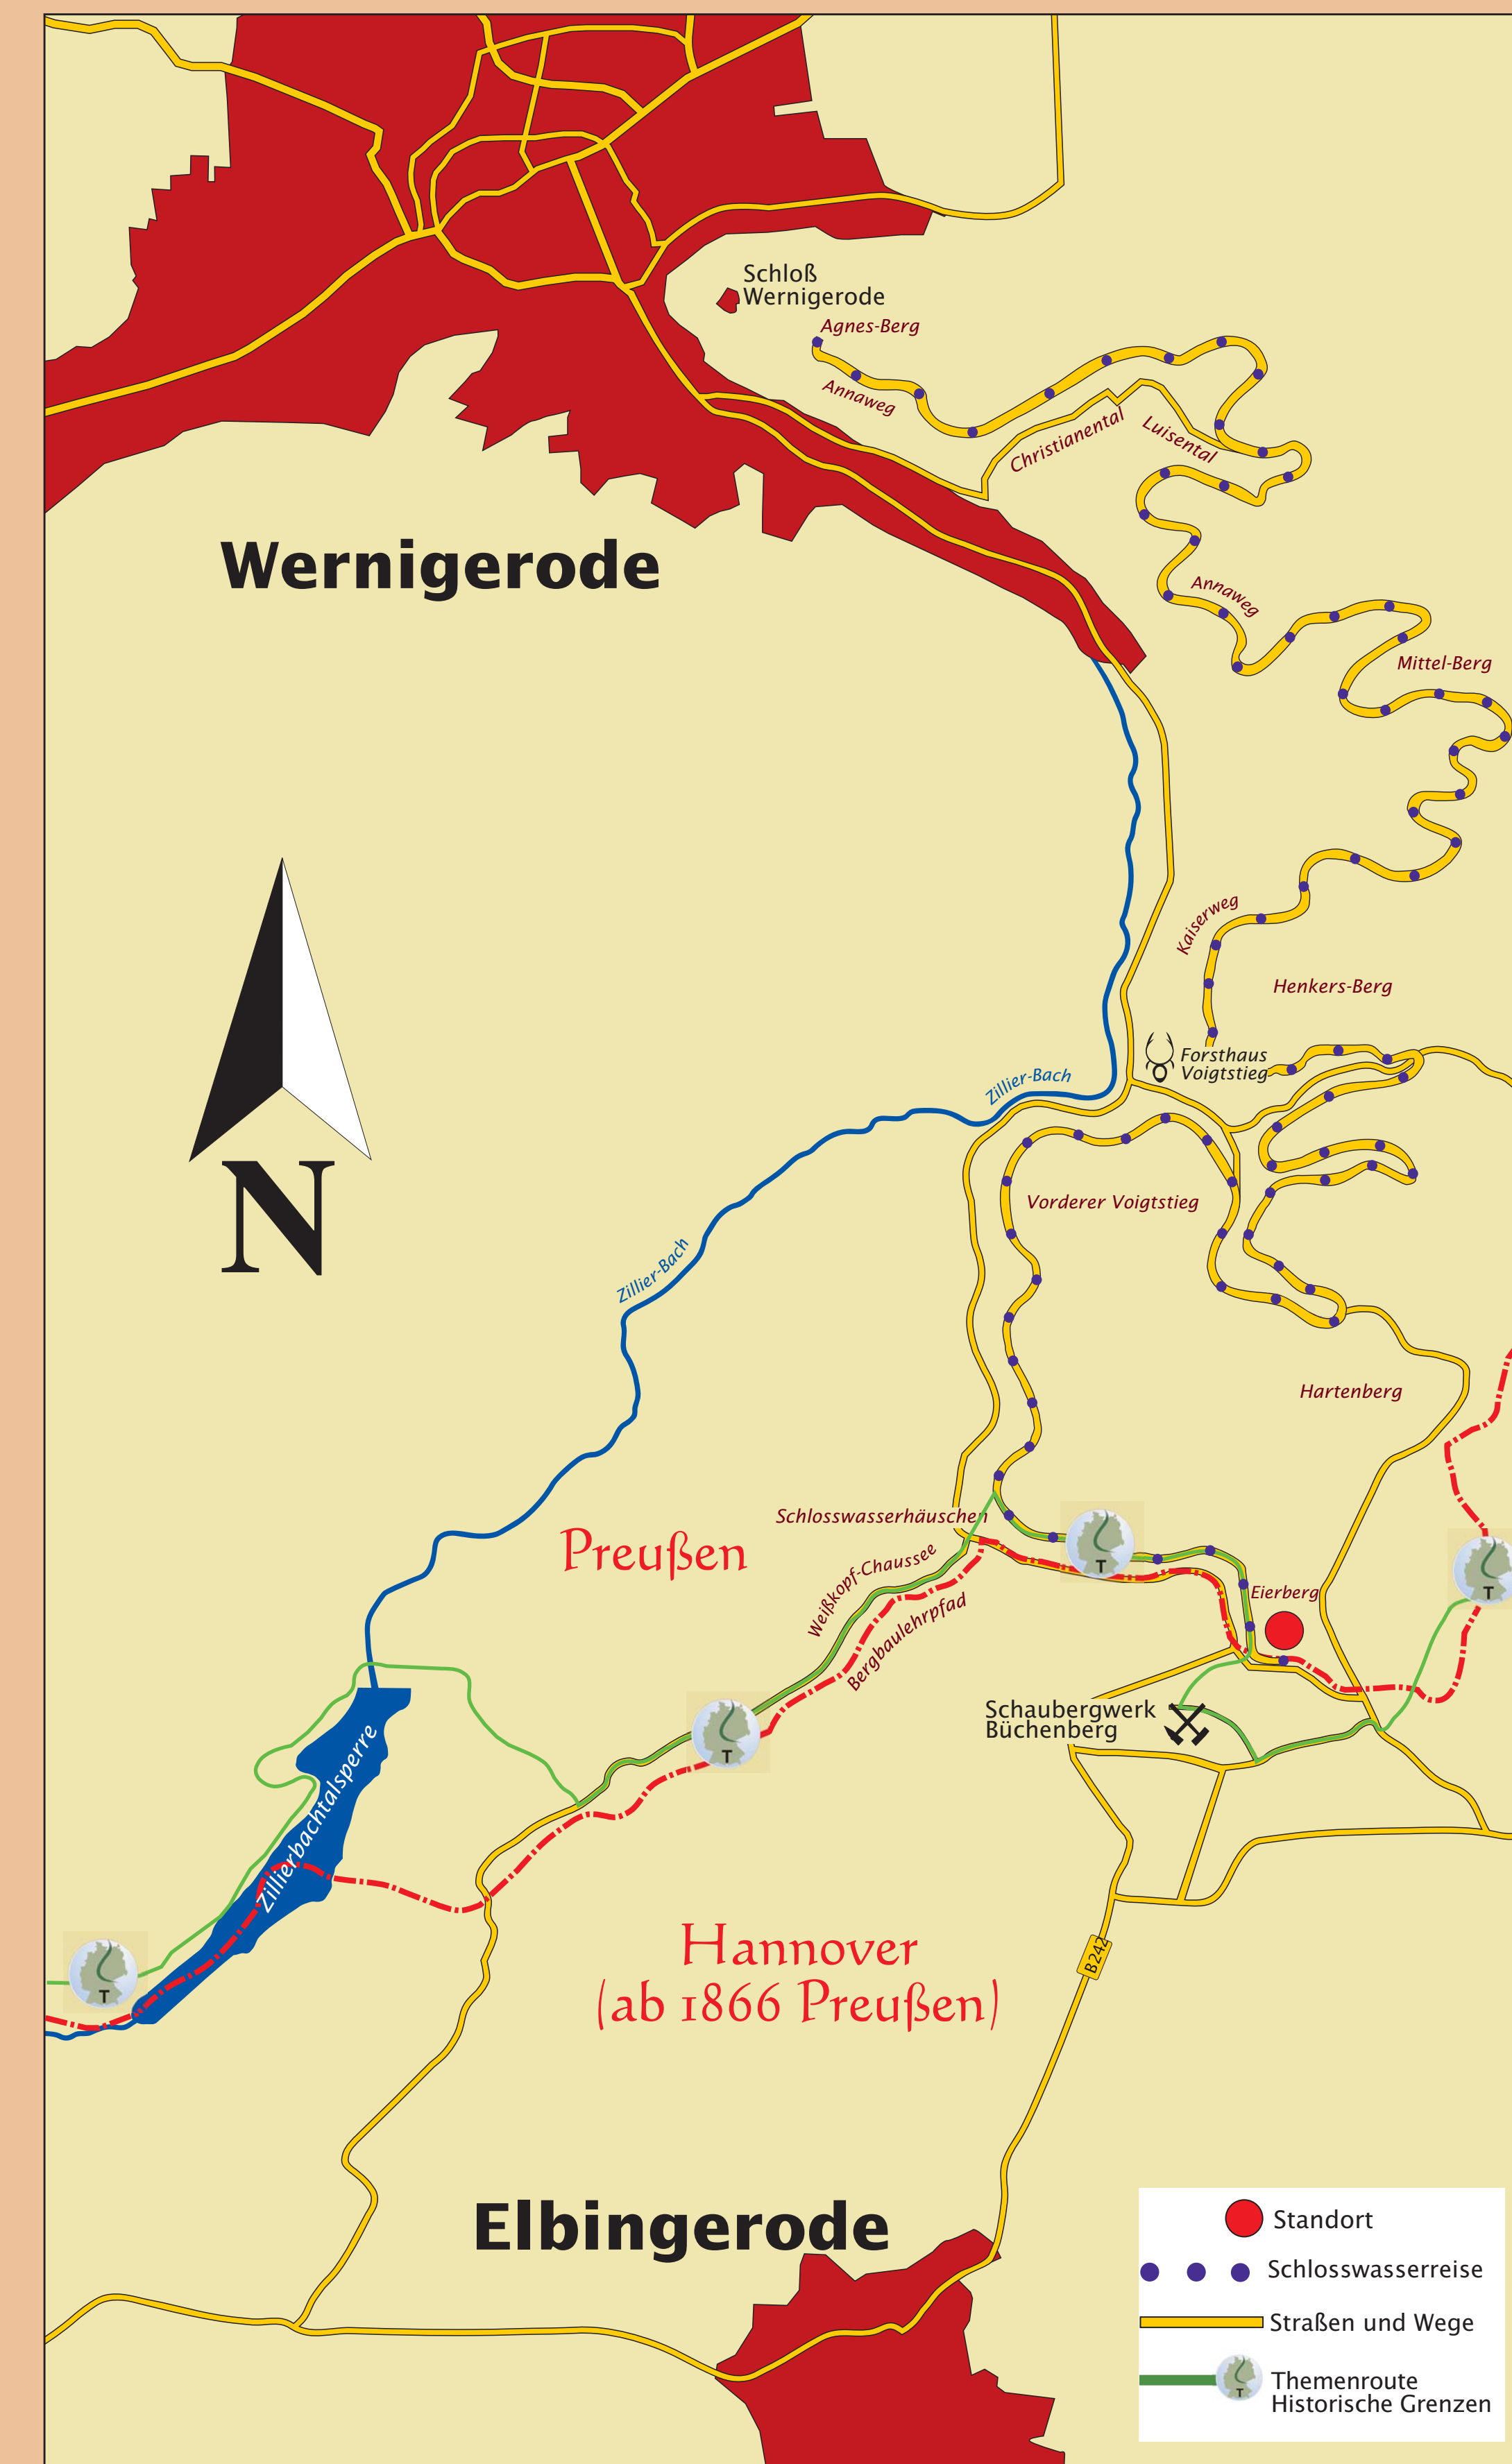 Schloß
Wernigerode
Agnes-Berg
Annaweg
Christianental
Luisental
Wernigerode
Annaweg
Mittel-Berg
Kaiserweg
Henkers-Berg
Forsthaus
Voigtstieg
Zillier-Bach
N
Vorderer Voigtstieg
Zillier-Bach
Hartenberg
Schlosswasserhäuschen
Preußen
Weißkopf-Chaussee
T
T
Eierberg
Bergbaulehrpfad
Schaubergwerk
Büchenberg
T
Zillierbachtalsperre
T
Hannover
(ab 1866 Preußen)
B242
Elbingerode
Standort
Schlosswasserreise
Straßen und Wege
T
Themenroute
Historische Grenzen